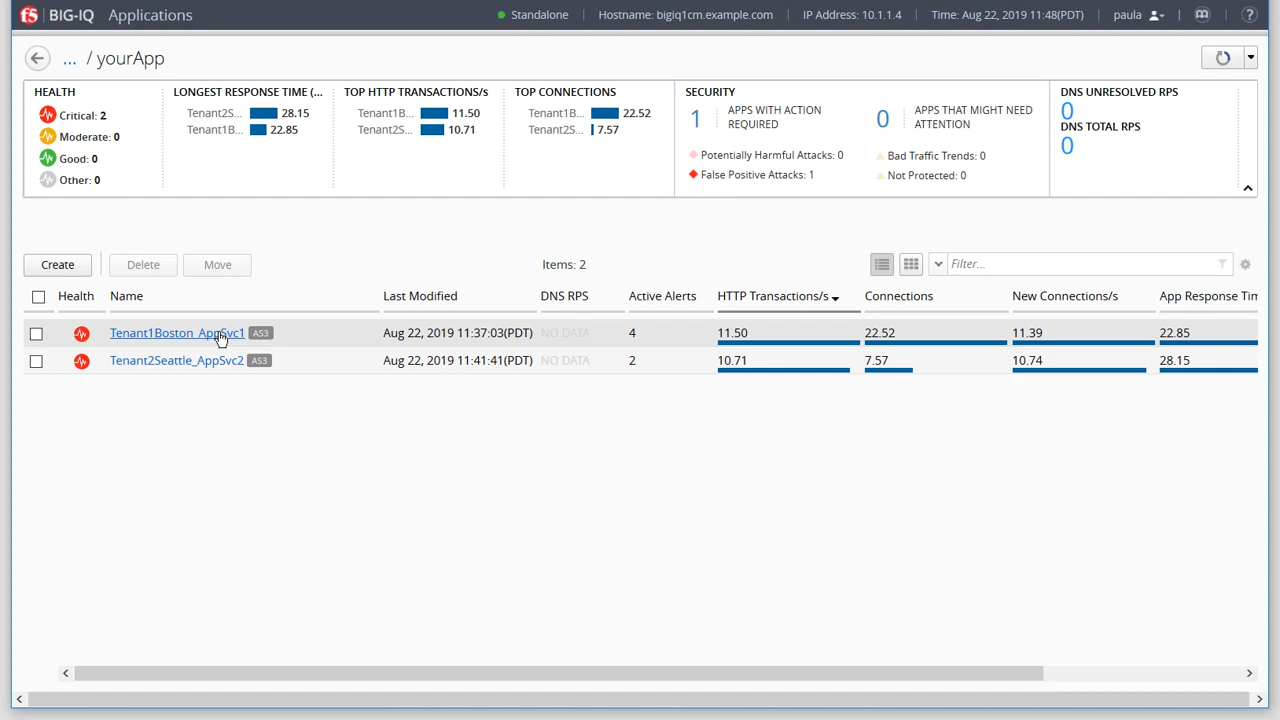 f5 BIG-IQ Applications Standalone Hostname: bigiq1cm.example.com IP Address: 10.1.1.4 Time: Aug 22, 2019 11:48(PDT) paula ?
... / yourApp
HEALTH
Critical: 2
Moderate: 0
Good: 0
Other: 0
LONGEST RESPONSE TIME (...
Tenant2S... 28.15
Tenant1B... 22.85
TOP HTTP TRANSACTIONS/s
Tenant1B... 11.50
Tenant2S... 10.71
TOP CONNECTIONS
Tenant1B... 22.52
Tenant2S... 7.57
SECURITY
1 APPS WITH ACTION
REQUIRED
0 APPS THAT MIGHT NEED
ATTENTION
Potentially Harmful Attacks: 0
False Positive Attacks: 1
Bad Traffic Trends: 0
Not Protected: 0
DNS UNRESOLVED RPS
0
DNS TOTAL RPS
0
Create Delete Move Items: 2 Filter...
Health Name Last Modified DNS RPS Active Alerts HTTP Transactions/s Connections New Connections/s App Response Tim
Tenant1Boston_AppSvc1 AS3 Aug 22, 2019 11:37:03(PDT) NO DATA 4 11.50 22.52 11.39 22.85
Tenant2Seattle_AppSvc2 AS3 Aug 22, 2019 11:41:41(PDT) NO DATA 2 10.71 7.57 10.74 28.15